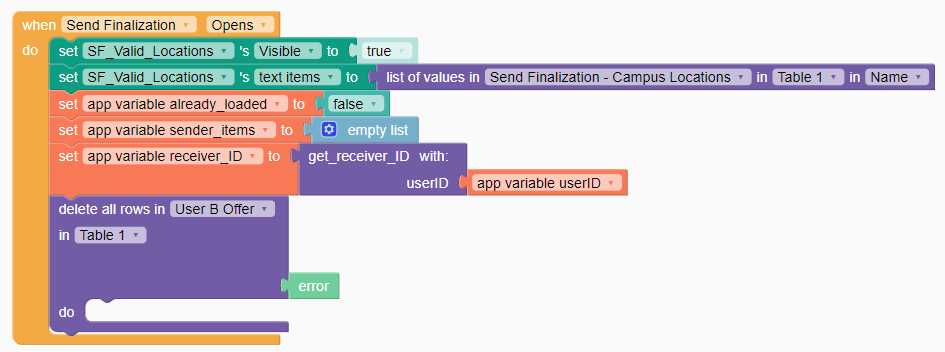 when Send Finalization Opens
do set SF_Valid_Locations 's Visible to true
set SF_Valid_Locations 's text items to list of values in Send Finalization - Campus Locations in Table 1 in Name
set app variable already_loaded to false
set app variable sender_items to empty list
set app variable receiver_ID to get_receiver_ID with:
userID app variable userID
delete all rows in User B Offer
in Table 1
error
do